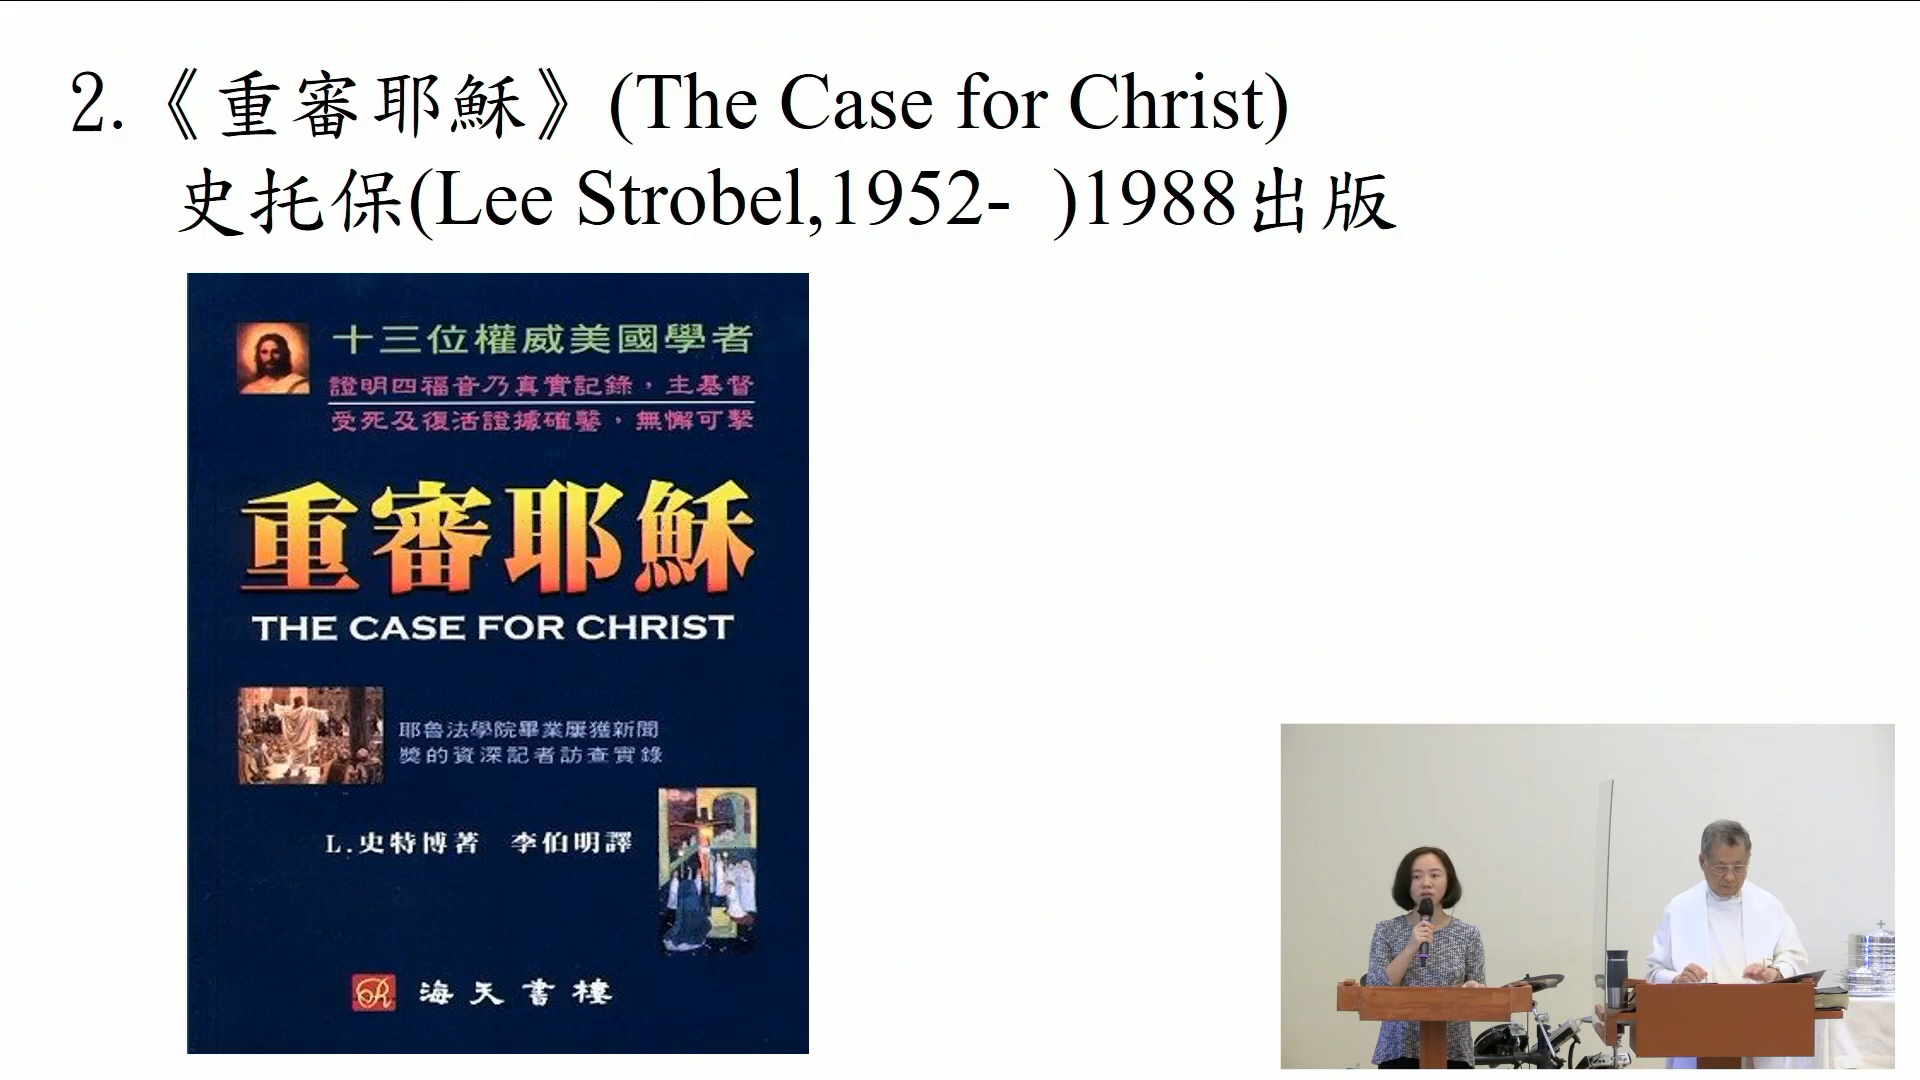 2.《重審耶穌》(The Case for Christ)
史托保(Lee Strobel,1952-  )1988出版
十三位權威美國學者
證明四福音乃真實記錄，主基督
受死及復活證據確鑿，無懈可擊
重審耶穌
THE CASE FOR CHRIST
耶魯法學院畢業屢獲新聞
獎的資深記者訪查實錄
L.史特博著 李伯明譯
海天書樓